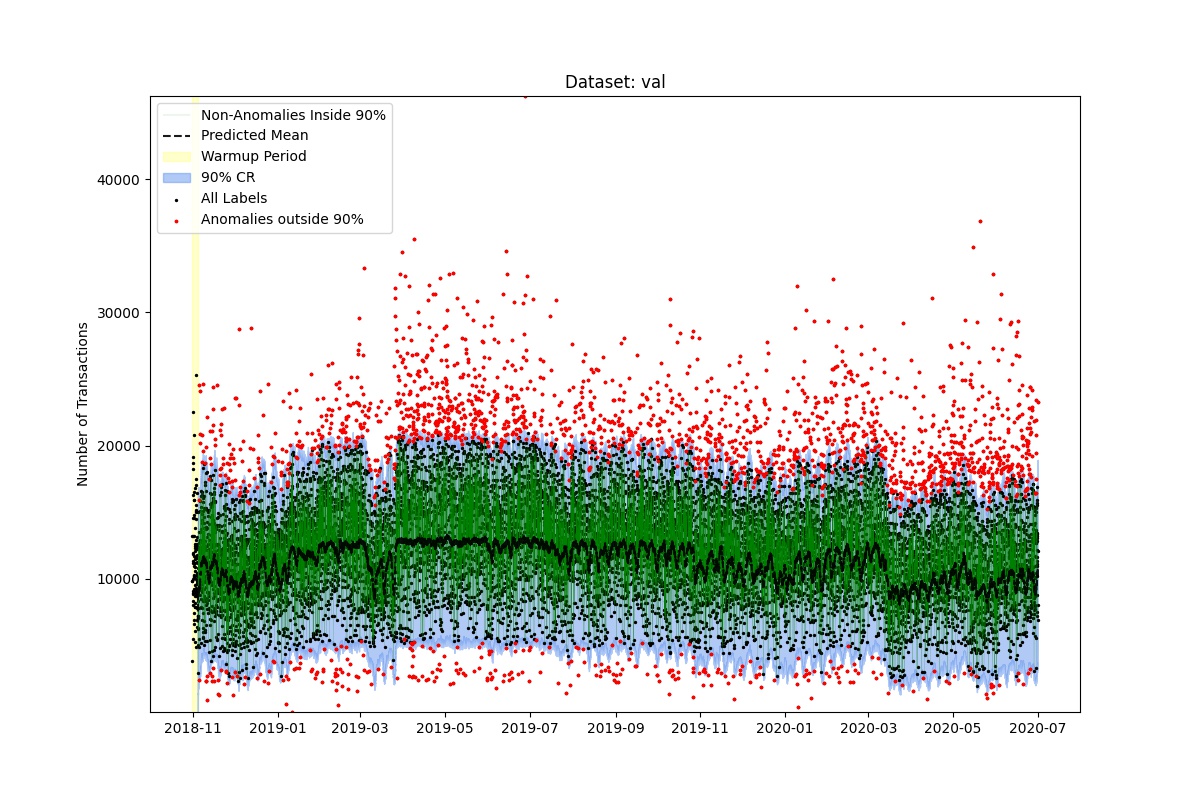 Dataset: val
Non-Anomalies Inside 90%
Predicted Mean
Warmup Period
90% CR
All Labels
Anomalies outside 90%
Number of Transactions
40000
30000
20000
10000
2018-11 2019-01 2019-03 2019-05 2019-07 2019-09 2019-11 2020-01 2020-03 2020-05 2020-07